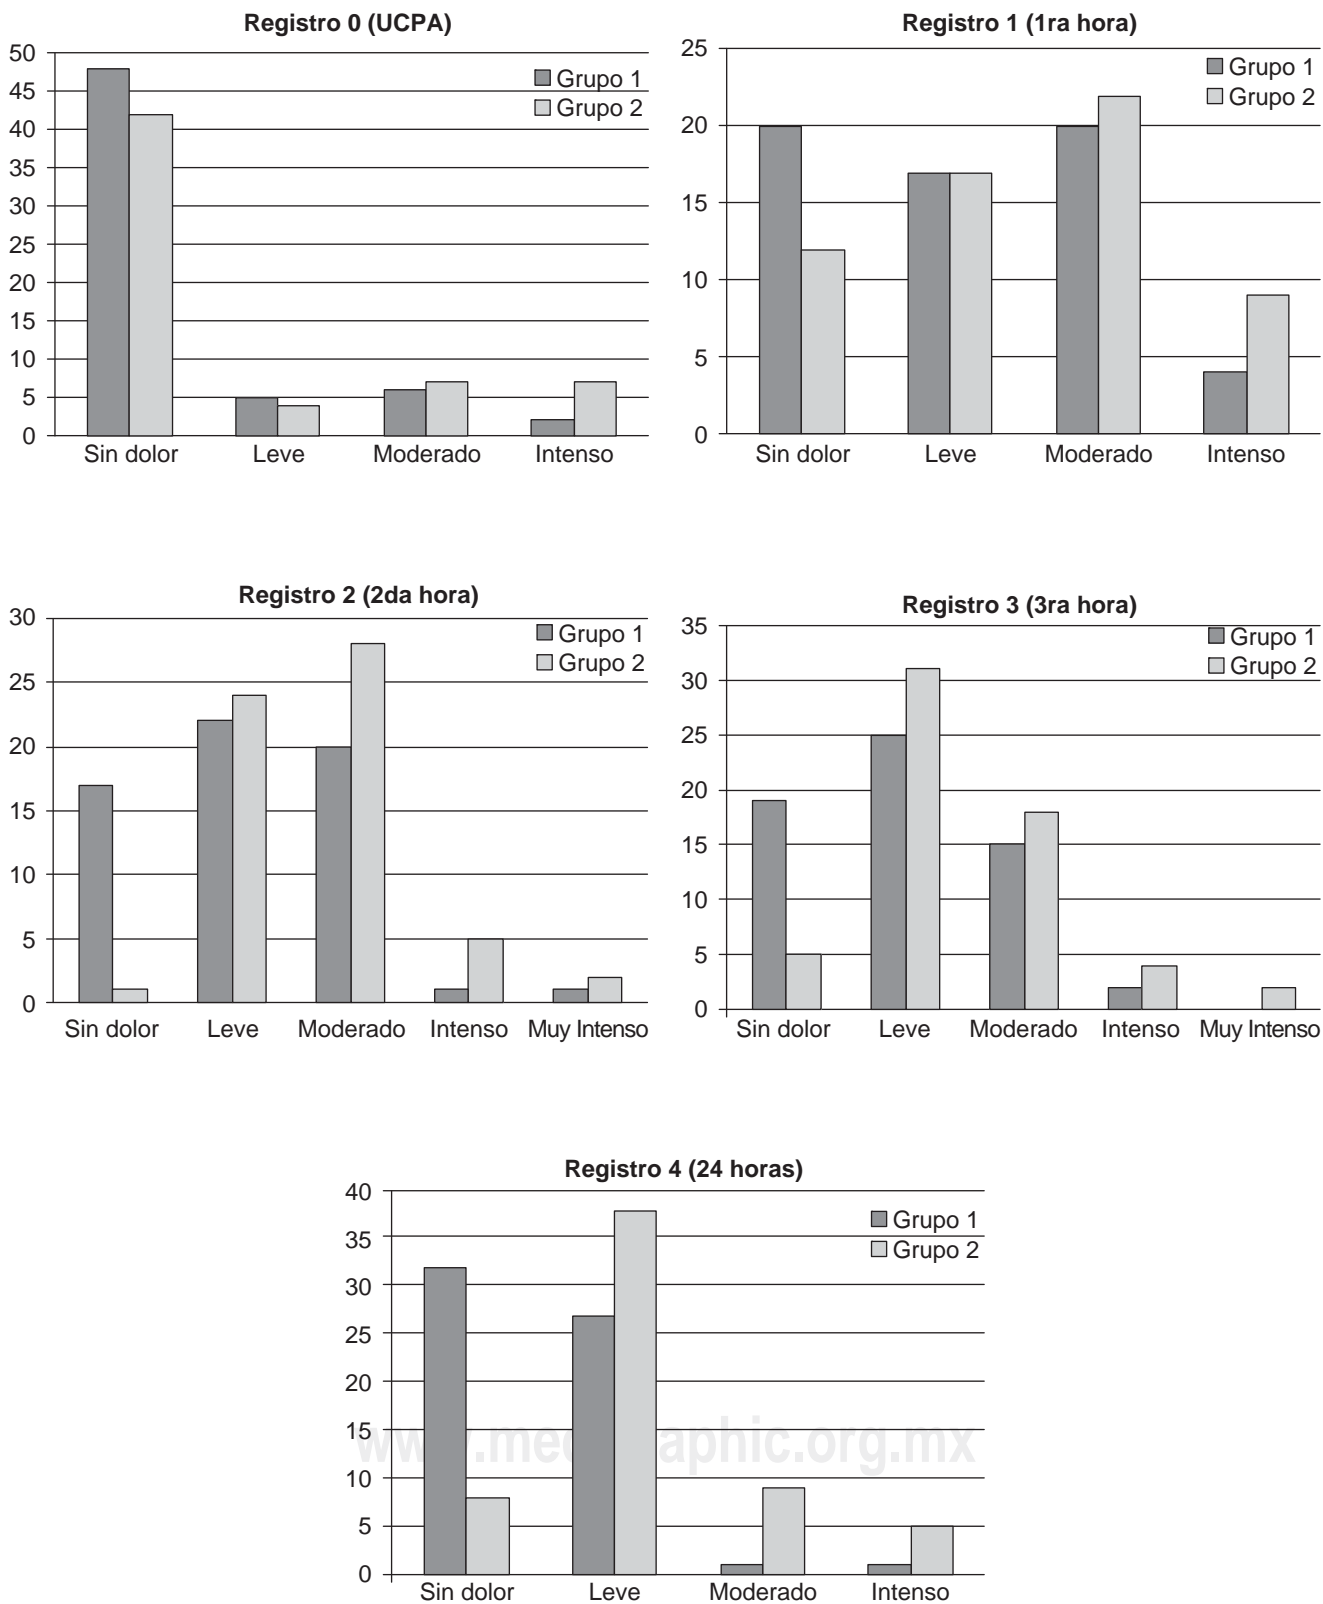 Registro 0 (UCPA)
50
45
40
35
30
25
20
15
10
5
0
Grupo 1
Grupo 2
Sin dolor Leve Moderado Intenso
Registro 1 (1ra hora)
25
20
15
10
5
0
Grupo 1
Grupo 2
Sin dolor Leve Moderado Intenso
Registro 2 (2da hora)
30
25
20
15
10
5
0
Grupo 1
Grupo 2
Sin dolor Leve Moderado Intenso Muy Intenso
Registro 3 (3ra hora)
35
30
25
20
15
10
5
0
Grupo 1
Grupo 2
Sin dolor Leve Moderado Intenso Muy Intenso
Registro 4 (24 horas)
40
35
30
25
20
15
10
5
0
Grupo 1
Grupo 2
Sin dolor Leve Moderado Intenso